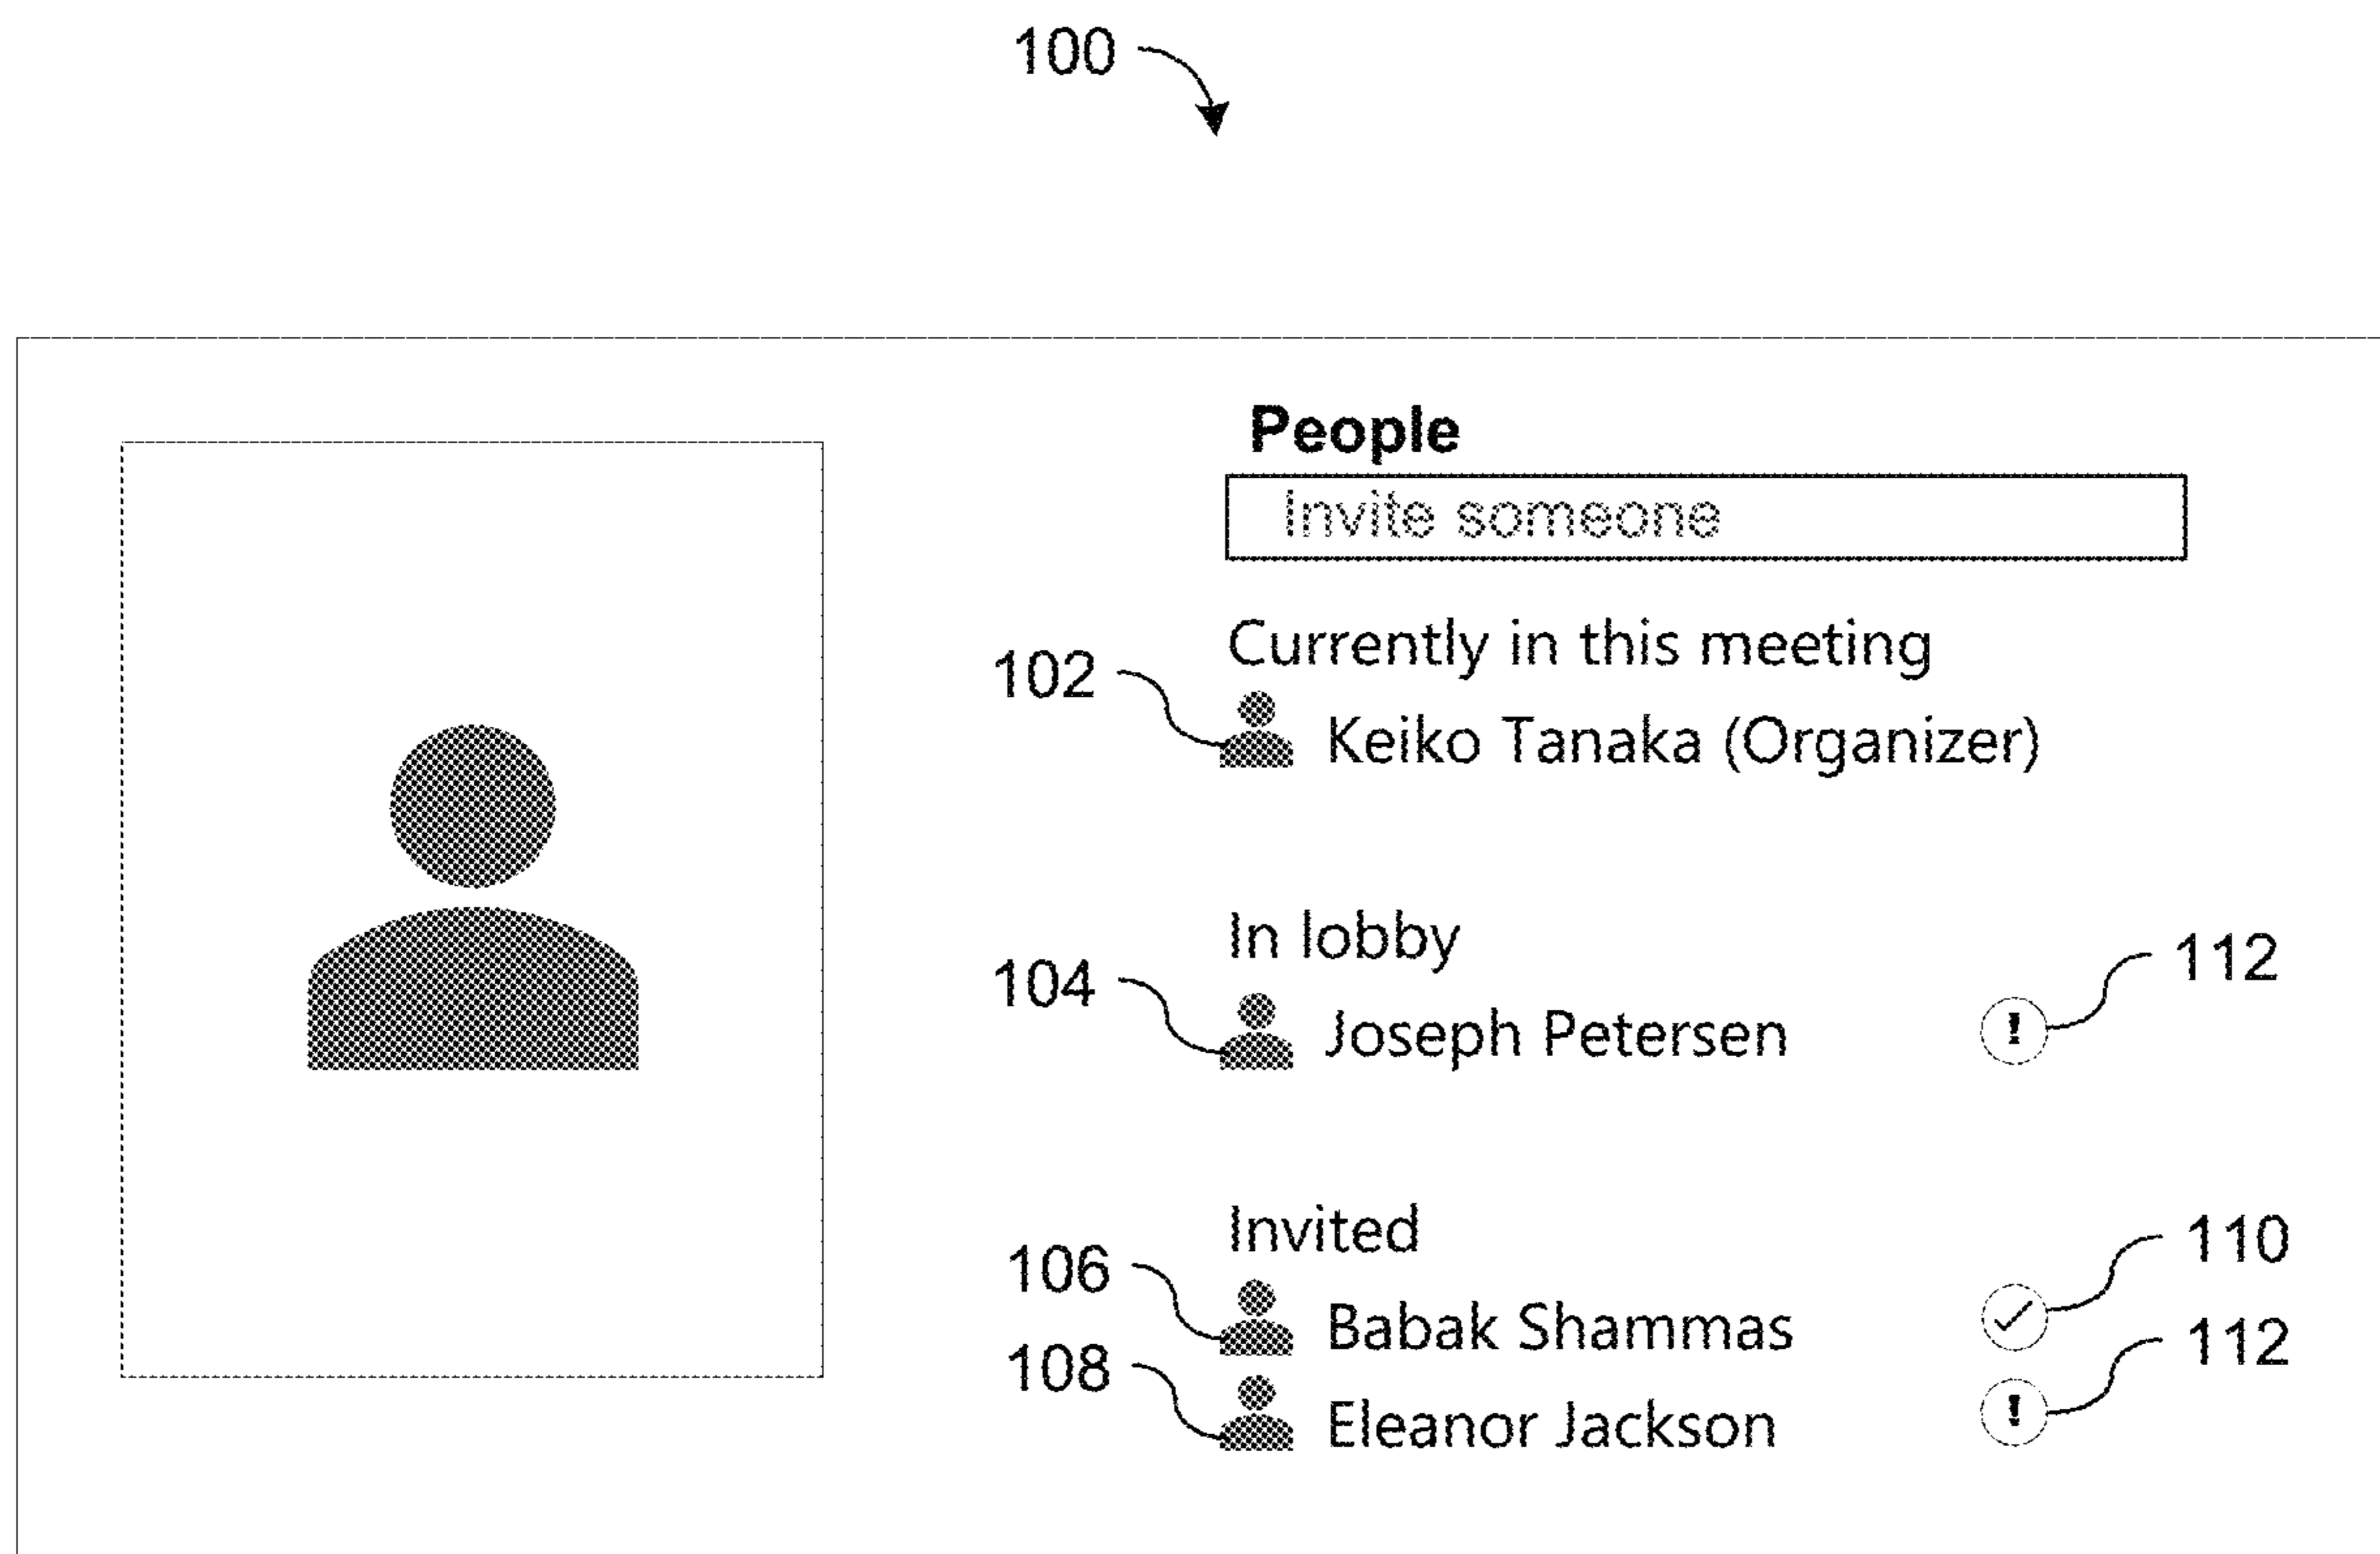 100
People
Invite someone
Currently in this meeting
102
Keiko Tanaka (Organizer)
In lobby
112
104
Joseph Petersen
!
Invited
110
106
Babak Shammas
112
108
Eleanor Jackson
!